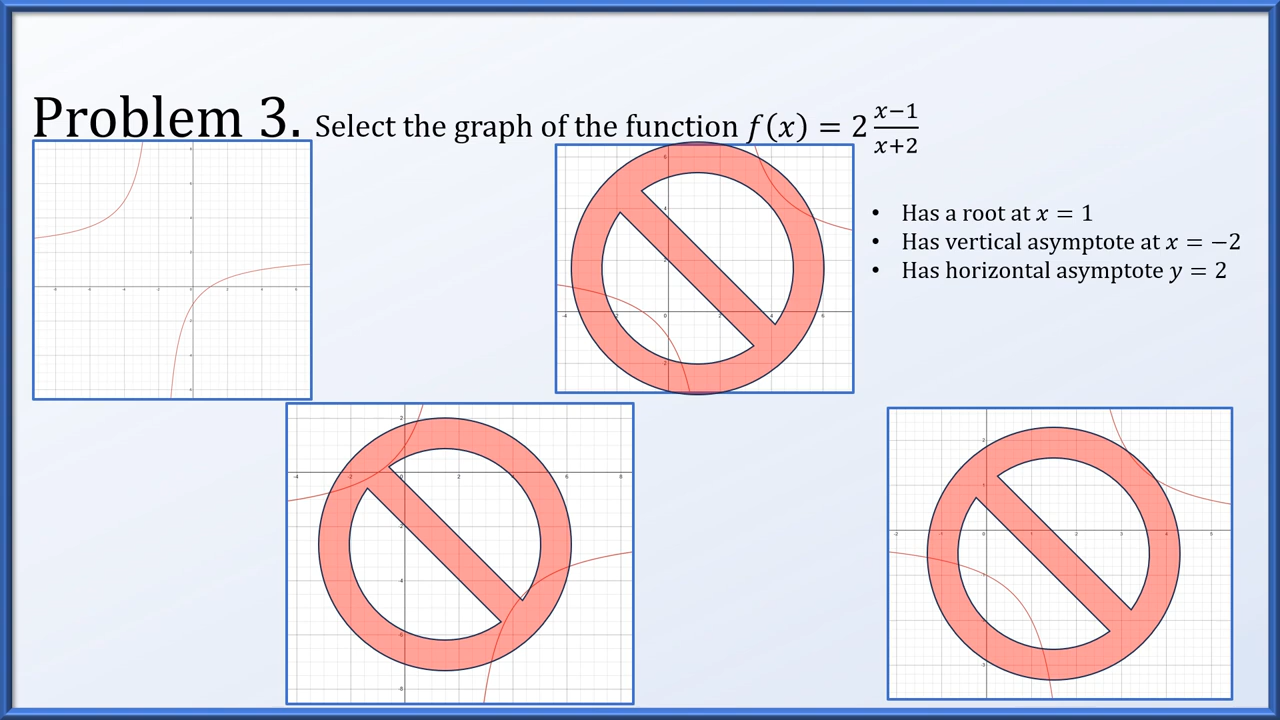 Problem 3. Select the graph of the function f(x) = 2 (x−1)/(x+2)
• Has a root at x = 1
• Has vertical asymptote at x = −2
• Has horizontal asymptote y = 2